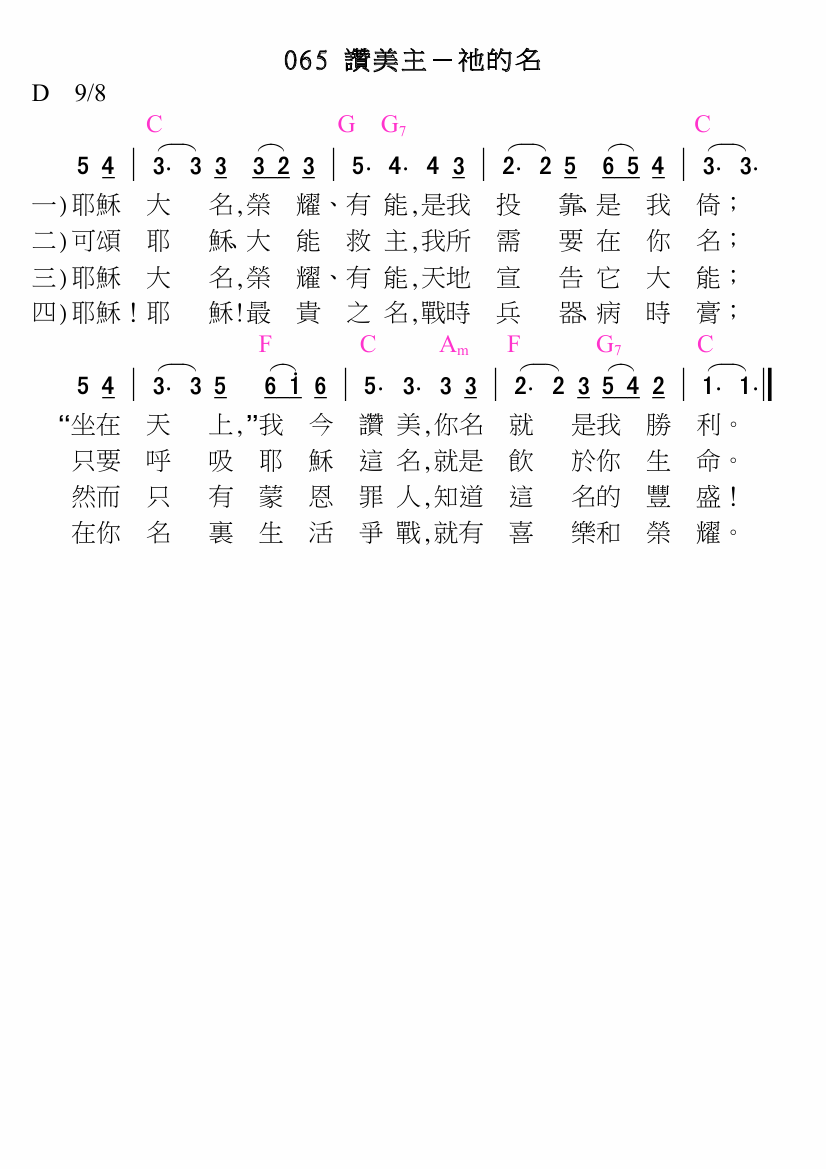 065 讚美主－祂的名
D 9/8
C G G7 C
5 4 | 3. 3 3 3 2 3 | 5. 4. 4 3 | 2. 2 5 6 5 4 | 3. 3.
一)耶穌 大 名,榮 耀、有 能,是我 投 靠、是 我 倚；
二)可頌 耶 穌、大 能 救 主,我所 需 要 在 你 名；
三)耶穌 大 名,榮 耀、有 能,天地 宣 告 它 大 能；
四)耶穌！耶 穌!最 貴 之 名,戰時 兵 器、病 時 膏；
F C Am F G7 C
5 4 | 3. 3 5 6 i 6 | 5. 3. 3 3 | 2. 2 3 5 4 2 | 1. 1. ‖
“坐在 天 上,”我 今 讚 美,你名 就 是我 勝 利。
只要 呼 吸 耶 穌 這 名,就是 飲 於你 生 命。
然而 只 有 蒙 恩 罪 人,知道 這 名的 豐 盛！
在你 名 裏 生 活 爭 戰,就有 喜 樂和 榮 耀。